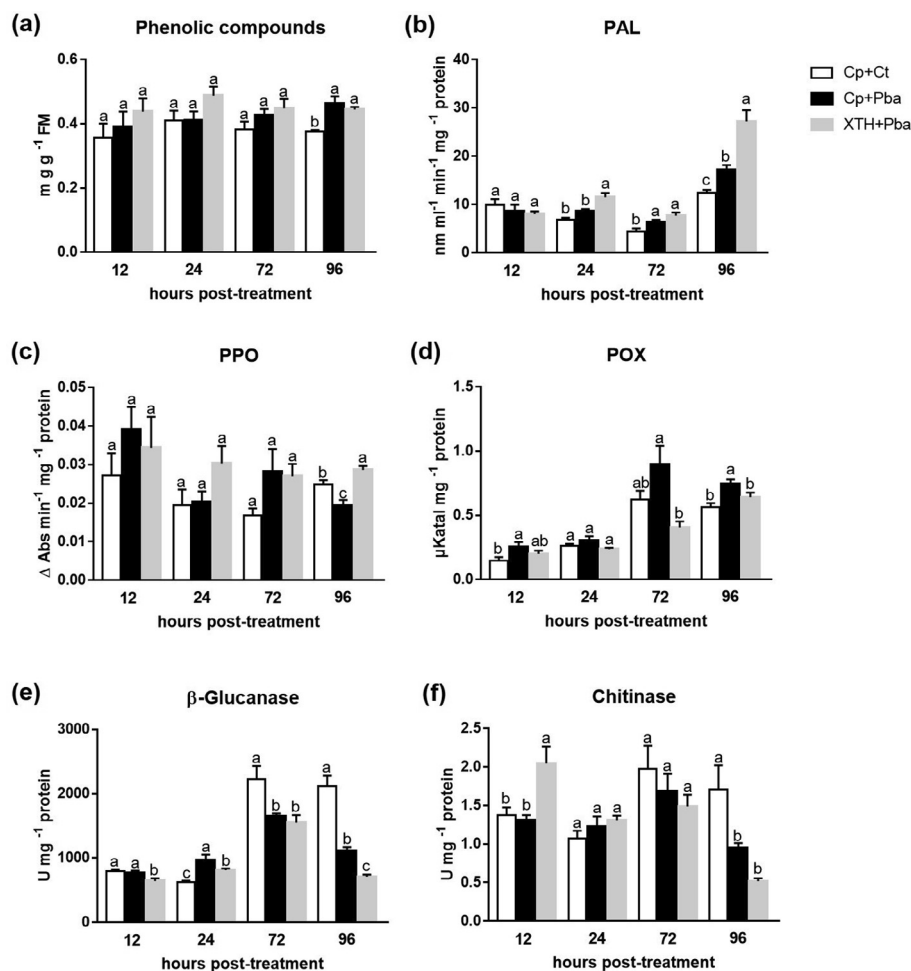 (a)
Phenolic compounds
0.6
0.4
0.2
0.0
m g g -1 FM
a a a
a a a
a a a
b a a
12 24 72 96
hours post-treatment
(b)
PAL
40
30
20
10
0
nm ml-1 min-1 mg -1 protein
a a a
b b a
b a a
c b a
12 24 72 96
hours post-treatment
Cp+Ct
Cp+Pba
XTH+Pba
(c)
PPO
0.05
0.04
0.03
0.02
0.01
0.00
Δ Abs min-1 mg -1 protein
a a a
a a a
a a a
b c a
12 24 72 96
hours post-treatment
(d)
POX
1.5
1.0
0.5
0.0
µKatal mg -1 protein
b a ab
a a a
ab a b
b a b
12 24 72 96
hours post-treatment
(e)
β-Glucanase
3000
2000
1000
0
U mg -1 protein
a a b
c a b
a b b
a b c
12 24 72 96
hours post-treatment
(f)
Chitinase
2.5
2.0
1.5
1.0
0.5
0.0
U mg -1 protein
b b a
a a a
a a a
a b b
12 24 72 96
hours post-treatment